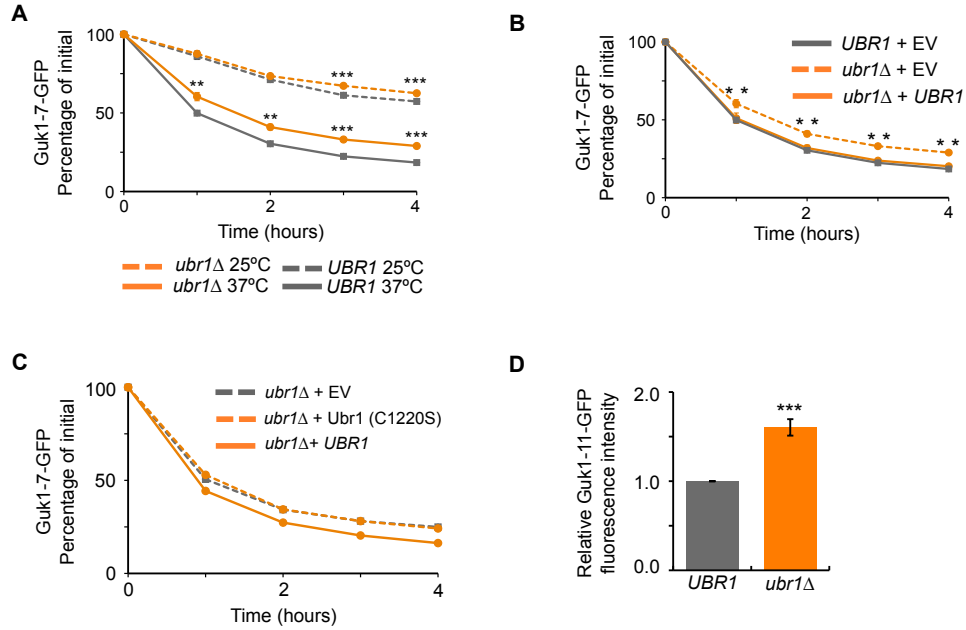 A
Guk1-7-GFP
Percentage of initial
100
50
0
** ** *** ***
*** ***
0 2 4
Time (hours)
ubr1Δ 25ºC UBR1 25ºC
ubr1Δ 37ºC UBR1 37ºC
B
Guk1-7-GFP
Percentage of initial
100
50
0
UBR1 + EV
ubr1Δ + EV
ubr1Δ + UBR1
* * * * * * * *
0 2 4
Time (hours)
C
Guk1-7-GFP
Percentage of initial
100
50
0
ubr1Δ + EV
ubr1Δ + Ubr1 (C1220S)
ubr1Δ+ UBR1
0 2 4
Time (hours)
D
Relative Guk1-11-GFP
fluorescence intensity
2.0
1.0
0.0
***
UBR1 ubr1Δ